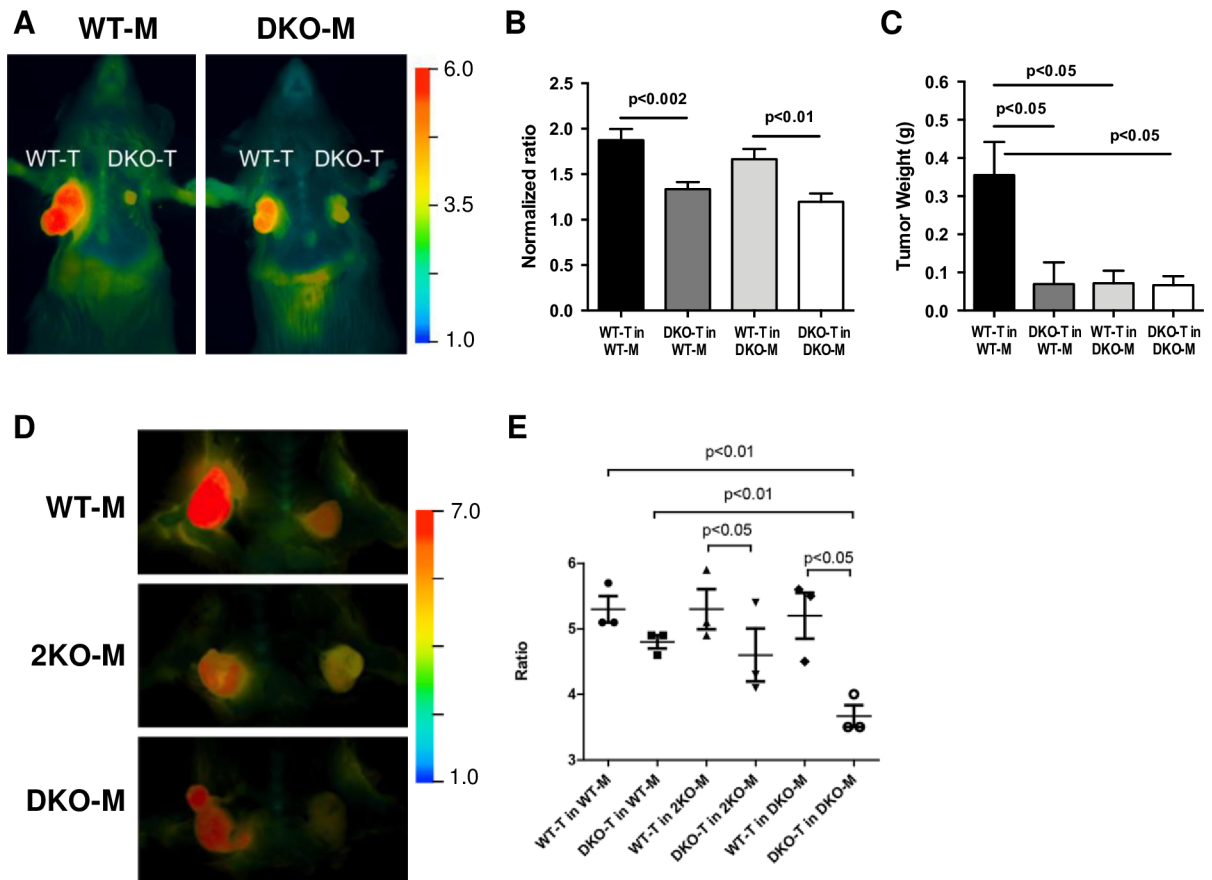 A
WT-M
DKO-M
WT-T
DKO-T
WT-T
DKO-T
6.0
3.5
1.0
B
Normalized ratio
2.5
2.0
1.5
1.0
0.5
0.0
p<0.002
p<0.01
WT-T in
WT-M
DKO-T in
WT-M
WT-T in
DKO-M
DKO-T in
DKO-M
C
Tumor Weight (g)
0.6
0.5
0.4
0.3
0.2
0.1
0.0
p<0.05
p<0.05
p<0.05
WT-T in
WT-M
DKO-T in
WT-M
WT-T in
DKO-M
DKO-T in
DKO-M
D
WT-M
2KO-M
DKO-M
7.0
1.0
E
p<0.01
p<0.01
p<0.05
p<0.05
Ratio
6
5
4
3
WT-T in WT-M
DKO-T in WT-M
WT-T in 2KO-M
DKO-T in 2KO-M
WT-T in DKO-M
DKO-T in DKO-M